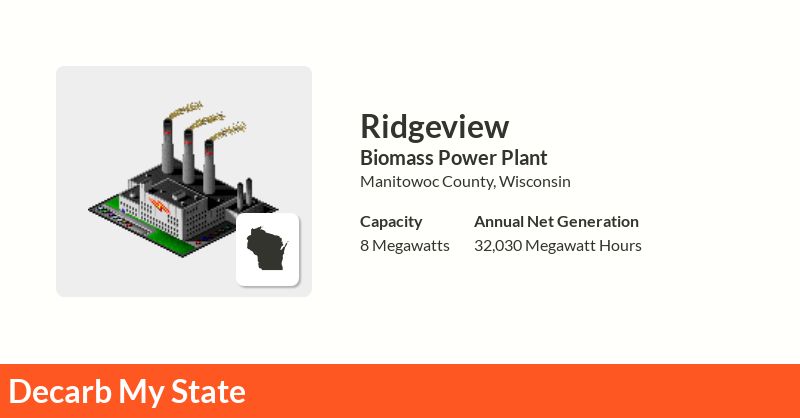 Ridgeview
Biomass Power Plant
Manitowoc County, Wisconsin
Capacity
Annual Net Generation
8 Megawatts
32,030 Megawatt Hours
Decarb My State